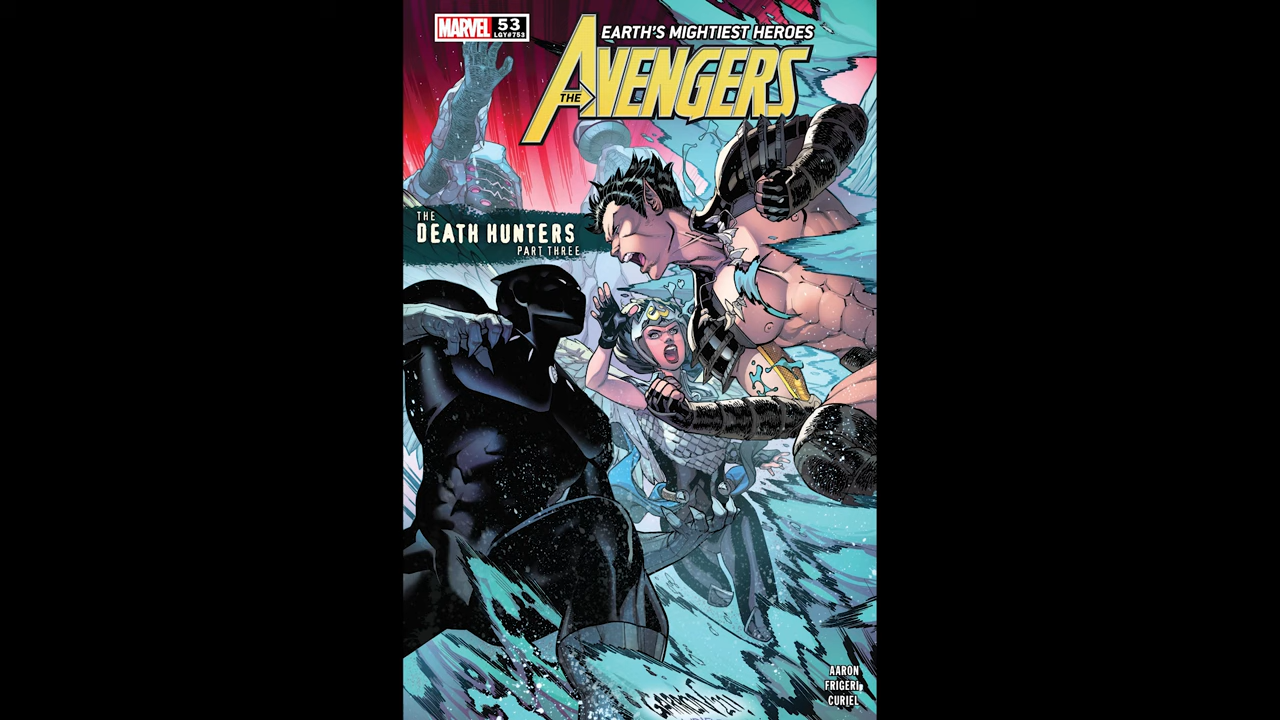 MARVEL 53
LGY#753
EARTH'S MIGHTIEST HEROES
THE AVENGERS
THE
DEATH HUNTERS
PART THREE
AARON
FRIGERI
CURIEL